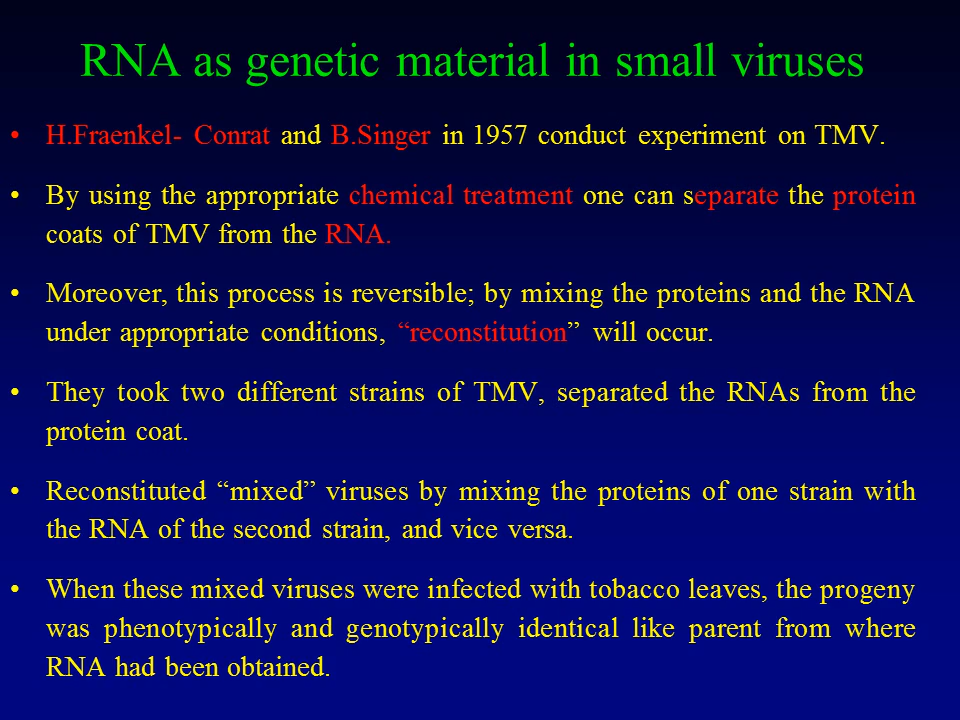 RNA as genetic material in small viruses
• H.Fraenkel- Conrat and B.Singer in 1957 conduct experiment on TMV.
• By using the appropriate chemical treatment one can separate the protein
coats of TMV from the RNA.
• Moreover, this process is reversible; by mixing the proteins and the RNA
under appropriate conditions, “reconstitution” will occur.
• They took two different strains of TMV, separated the RNAs from the
protein coat.
• Reconstituted “mixed” viruses by mixing the proteins of one strain with
the RNA of the second strain, and vice versa.
• When these mixed viruses were infected with tobacco leaves, the progeny
was phenotypically and genotypically identical like parent from where
RNA had been obtained.